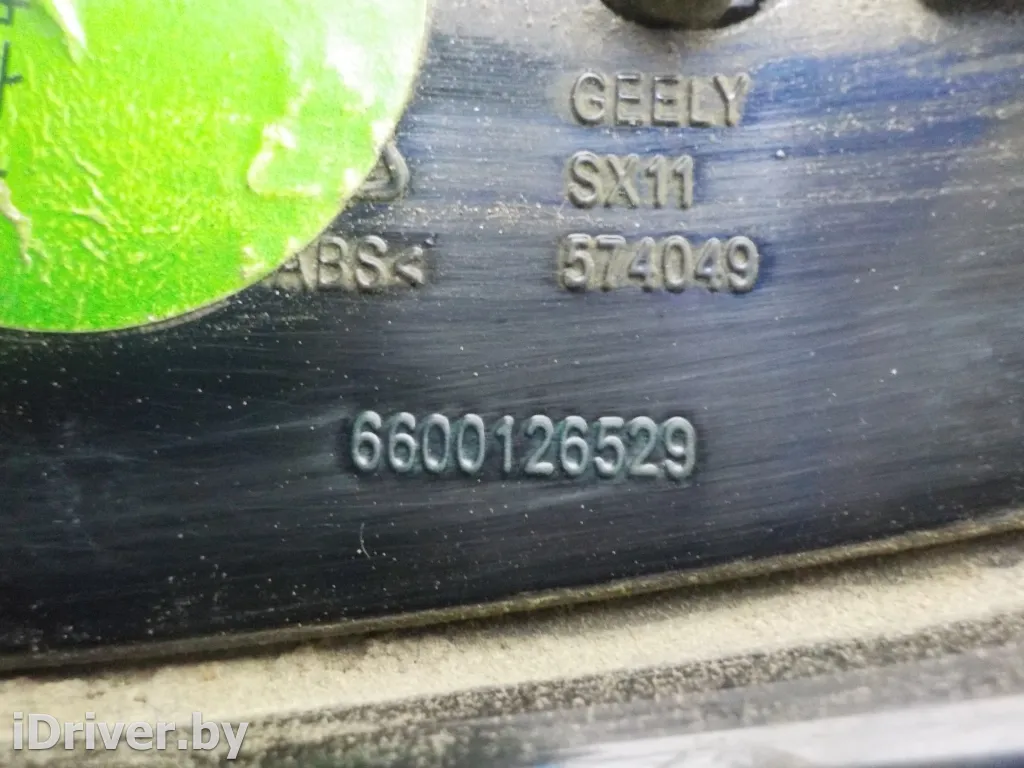 GEELY
SX11
ABS< 574049
6600126529
iDriver.by